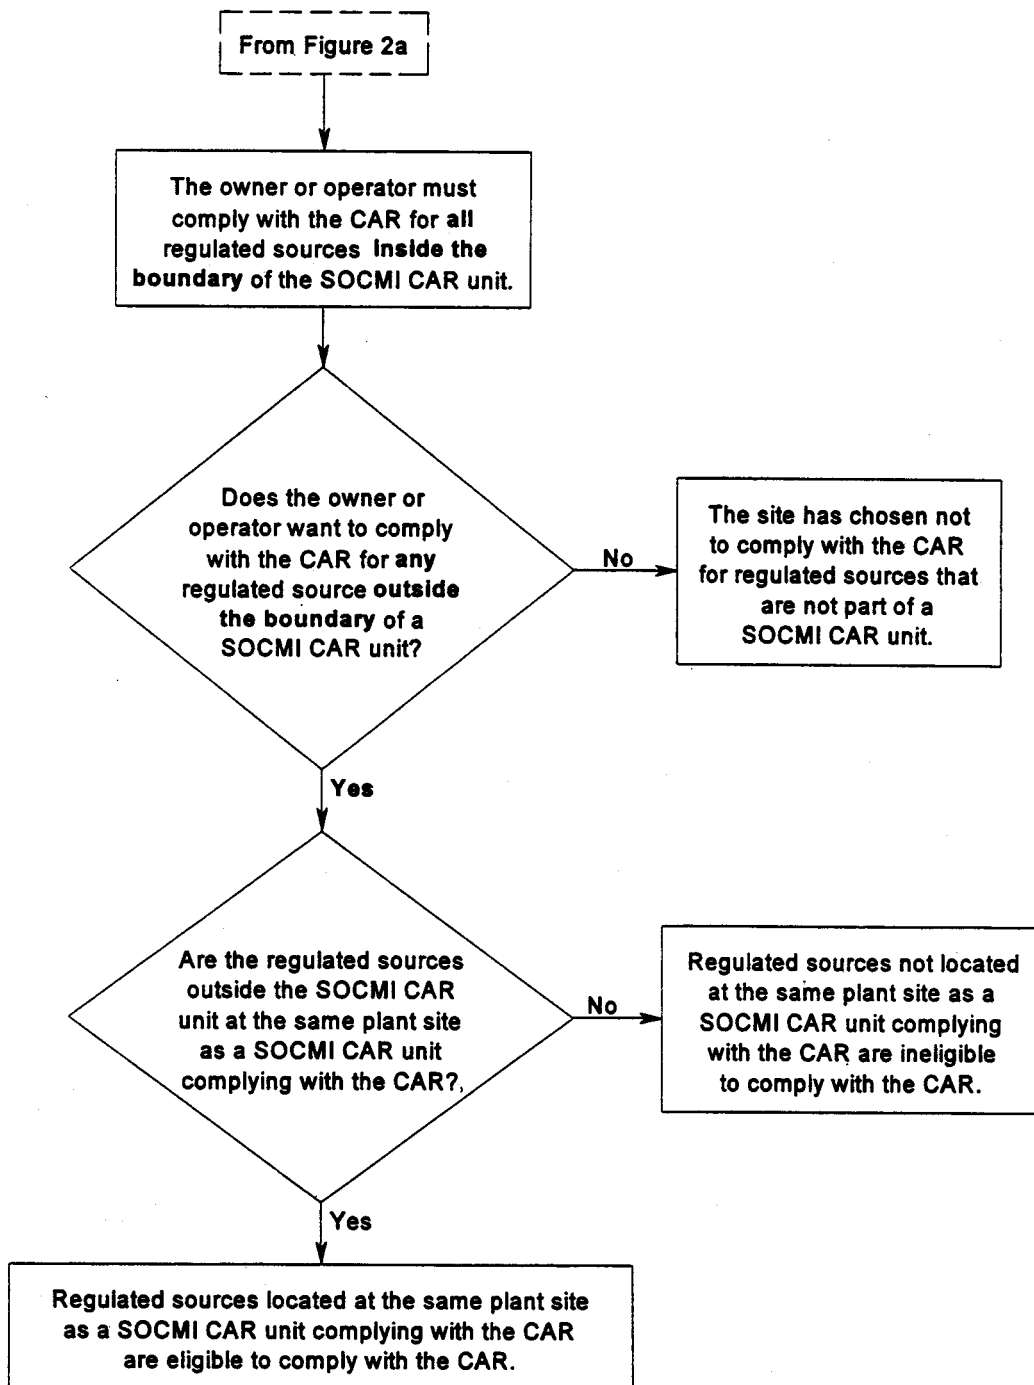 From Figure 2a
The owner or operator must
comply with the CAR for all
regulated sources inside the
boundary of the SOCMI CAR unit.
Does the owner or
operator want to comply
with the CAR for any
regulated source outside
the boundary of a
SOCMI CAR unit?
No
The site has chosen not
to comply with the CAR
for regulated sources that
are not part of a
SOCMI CAR unit.
Yes
Are the regulated sources
outside the SOCMI CAR
unit at the same plant site
as a SOCMI CAR unit
complying with the CAR?,
No
Regulated sources not located
at the same plant site as a
SOCMI CAR unit complying
with the CAR are ineligible
to comply with the CAR.
Yes
Regulated sources located at the same plant site
as a SOCMI CAR unit complying with the CAR
are eligible to comply with the CAR.